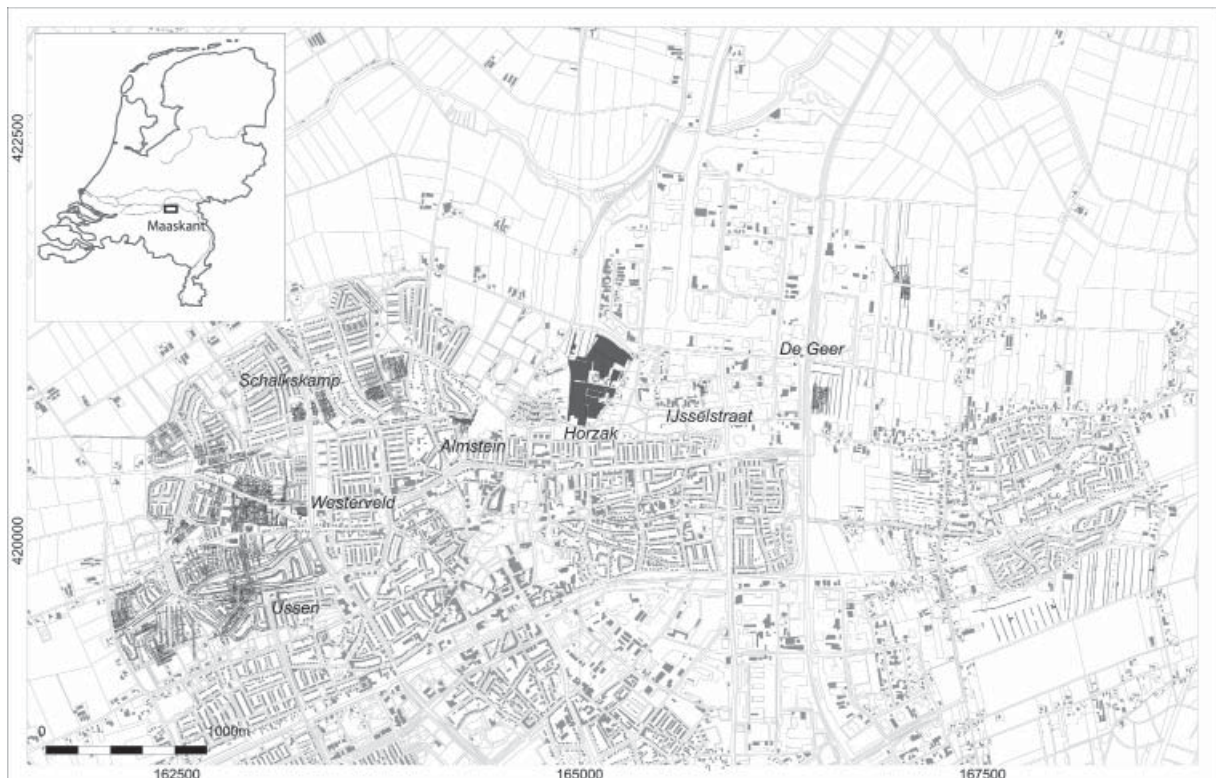 Maaskant
422500
De Geer
Schalkskamp
IJsselstraat
Horzak
Almstein
Westerveld
420000
Ussen
0
1000m
162500
165000
167500